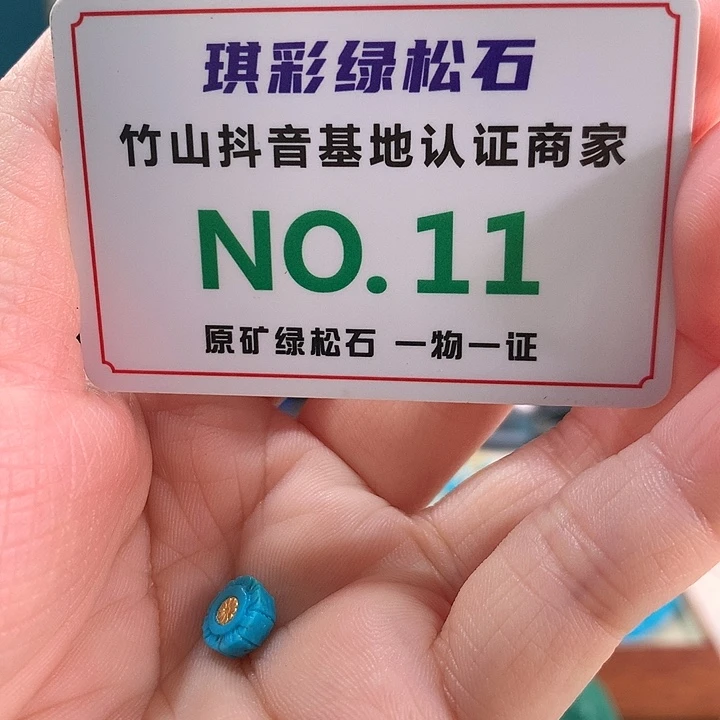 琪彩绿松石
竹山抖音基地认证商家
NO.11
原矿绿松石 一物一证